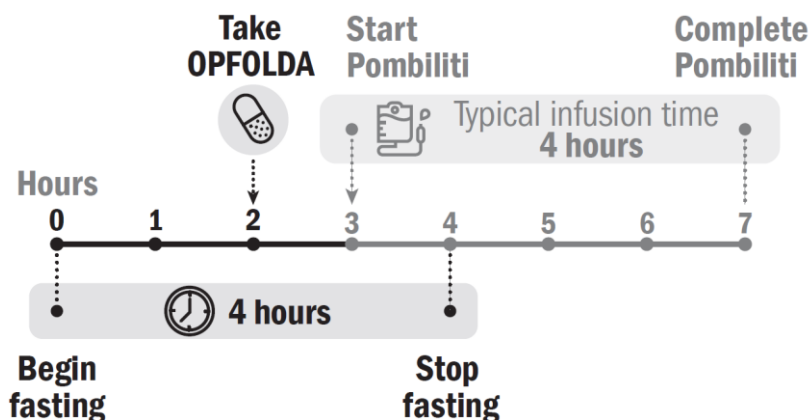 Take
OPFOLDA
Start
Pombiliti
Complete
Pombiliti
Typical infusion time
4 hours
Hours
0 1 2 3 4 5 6 7
4 hours
Begin
fasting
Stop
fasting